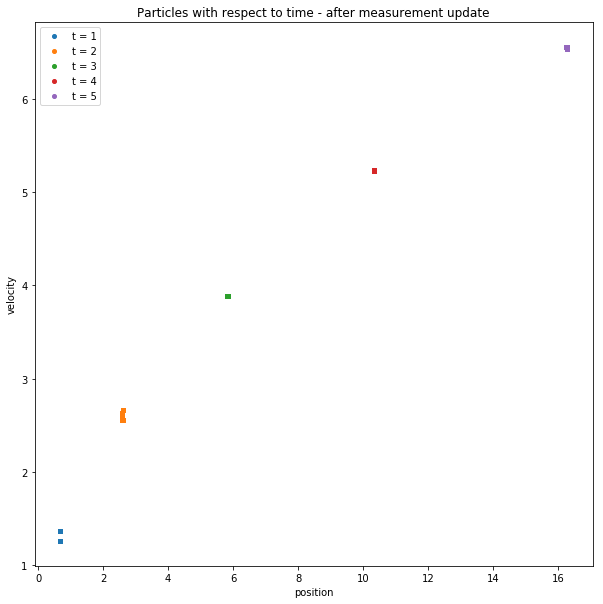 Particles with respect to time - after measurement update
t = 1
t = 2
t = 3
t = 4
t = 5
velocity
6
5
4
3
2
1
0 2 4 6 8 10 12 14 16
position